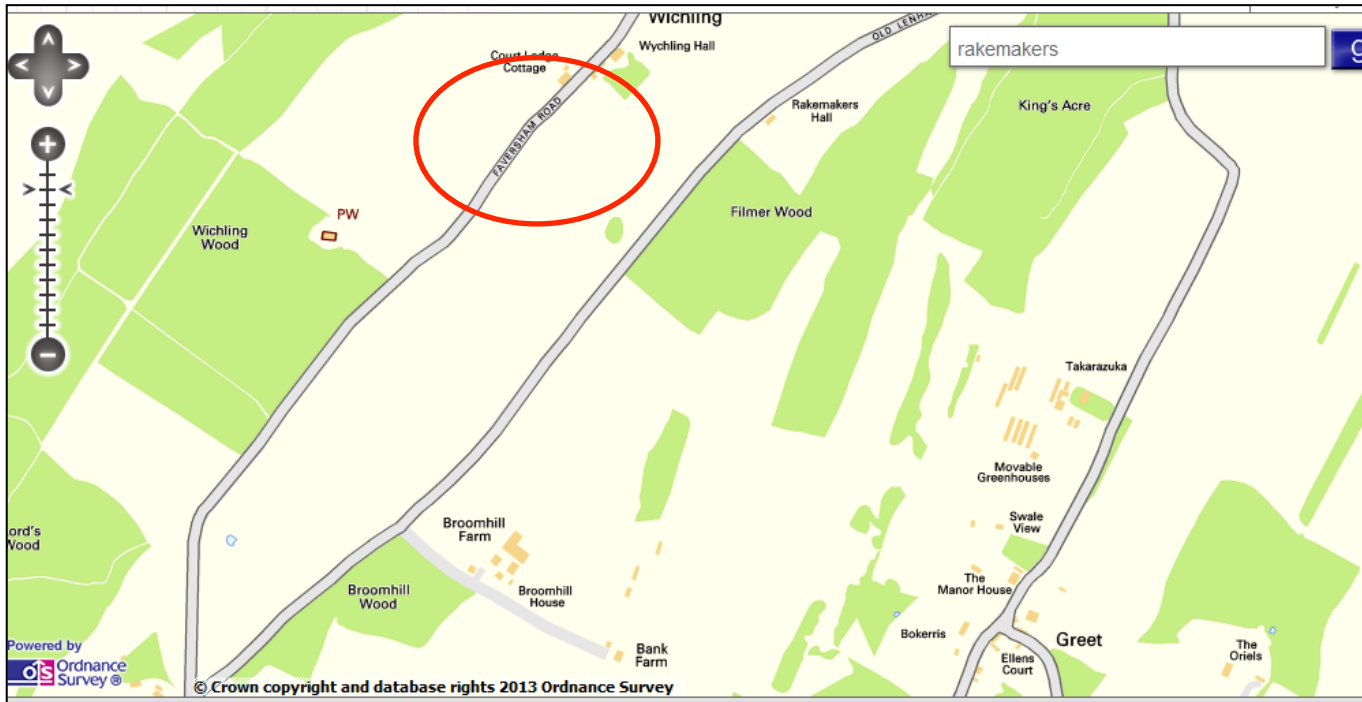 Wichling
Wychling Hall
Court Lodge
Cottage
OLD LENHA
rakemakers
g
FAVERSHAM ROAD
Rakemakers
Hall
King's Acre
PW
Wichling
Wood
Filmer Wood
Takarazuka
Movable
Greenhouses
Swale
View
ord's
Wood
Broomhill
Farm
Broomhill
Wood
Broomhill
House
The
Manor House
Bokerris
Greet
Ellens
Court
Bank
Farm
The
Oriels
Powered by
os Ordnance
Survey ®
© Crown copyright and database rights 2013 Ordnance Survey